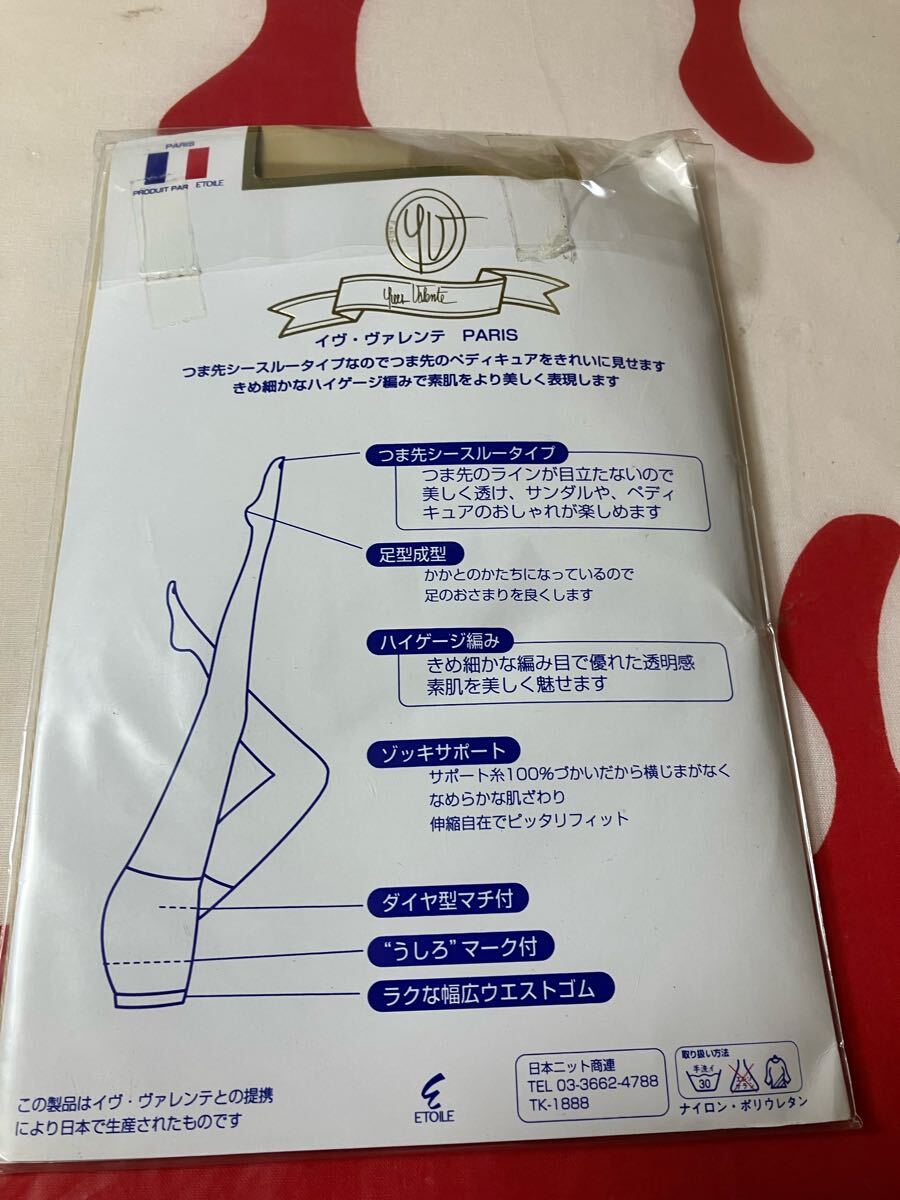 PARIS
PRODUIT PAR ETOILE
YV
Yves Valente
イヴ・ヴァレンテ PARIS
つま先シースルータイプなのでつま先のペディキュアをきれいに見せます
きめ細かなハイゲージ編みで素肌をより美しく表現します
つま先シースルータイプ
つま先のラインが目立たないので
美しく透け、サンダルや、ペディ
キュアのおしゃれが楽しめます
足型成型
かかとのかたちになっているので
足のおさまりを良くします
ハイゲージ編み
きめ細かな編み目で優れた透明感
素肌を美しく魅せます
ゾッキサポート
サポート糸100%づかいだから横じまがなく
なめらかな肌ざわり
伸縮自在でピッタリフィット
ダイヤ型マチ付
“うしろ”マーク付
ラクな幅広ウエストゴム
この製品はイヴ・ヴァレンテとの提携
により日本で生産されたものです
ETOILE
日本ニット商連
TEL 03-3662-4788
TK-1888
取り扱い方法
手洗イ
30
ナイロン・ポリウレタン